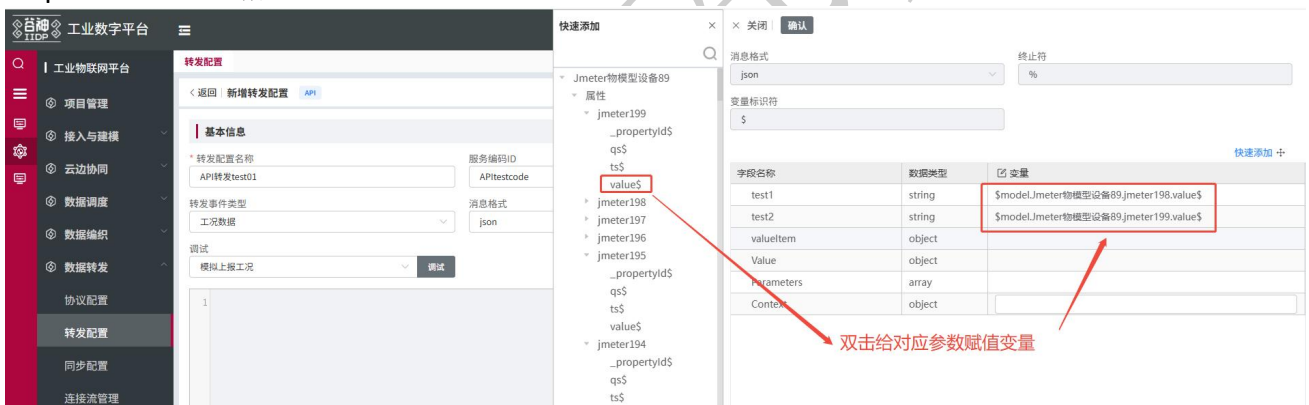 谷神 IIDP 工业数字平台
工业物联网平台
项目管理
接入与建模
云边协同
数据调度
数据编织
数据转发
协议配置
转发配置
同步配置
连接流管理
转发配置
返回 新增转发配置 API
基本信息
* 转发配置名称 服务编码ID
API转发test01 APItestcode
转发事件类型 消息格式
工况数据 json
调试
模拟上报工况 调试
1
快速添加 ×
Jmeter物模型设备89
属性
jmeter199
_propertyId$
qs$
ts$
value$
jmeter198
jmeter197
jmeter196
jmeter195
_propertyId$
qs$
ts$
value$
jmeter194
_propertyId$
qs$
ts$
× 关闭 确认
消息格式 终止符
json %
变量标识符
$
快速添加
字段名称 数据类型 变量
test1 string $model.Jmeter物模型设备89.jmeter198.value$
test2 string $model.Jmeter物模型设备89.jmeter199.value$
valueItem object
Value object
Parameters array
Context object
双击给对应参数赋值变量